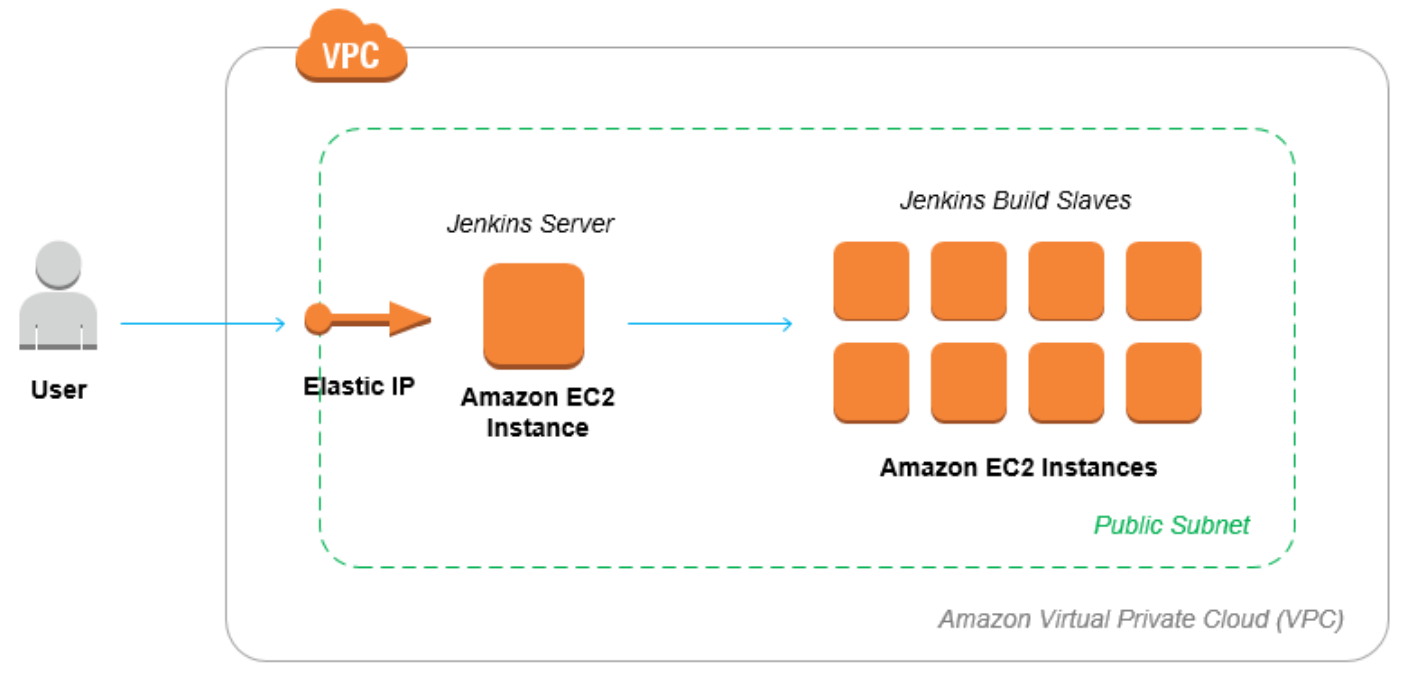 VPC
Jenkins Build Slaves
Jenkins Server
User
Elastic IP
Amazon EC2
Instance
Amazon EC2 Instances
Public Subnet
Amazon Virtual Private Cloud (VPC)